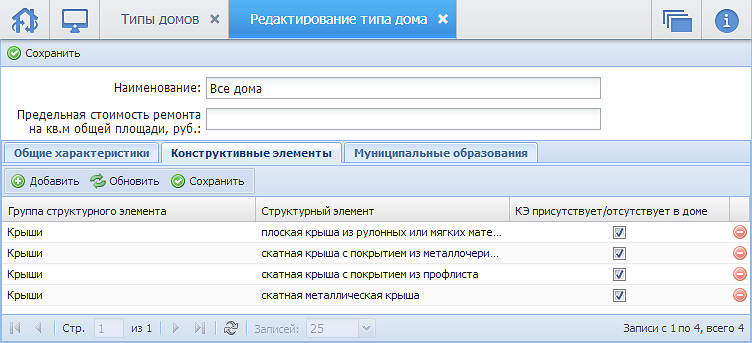 Типы домов
Редактирование типа дома
Сохранить
Наименование: Все дома
Предельная стоимость ремонта
на кв.м общей площади, руб.:
Общие характеристики Конструктивные элементы Муниципальные образования
Добавить Обновить Сохранить
Группа структурного элемента Структурный элемент КЭ присутствует/отсутствует в доме
Крыши плоская крыша из рулонных или мягких мате...
Крыши скатная крыша с покрытием из металлочери...
Крыши скатная крыша с покрытием из профлиста
Крыши скатная металлическая крыша
Стр. 1 из 1 Записей: 25 Записи с 1 по 4, всего 4